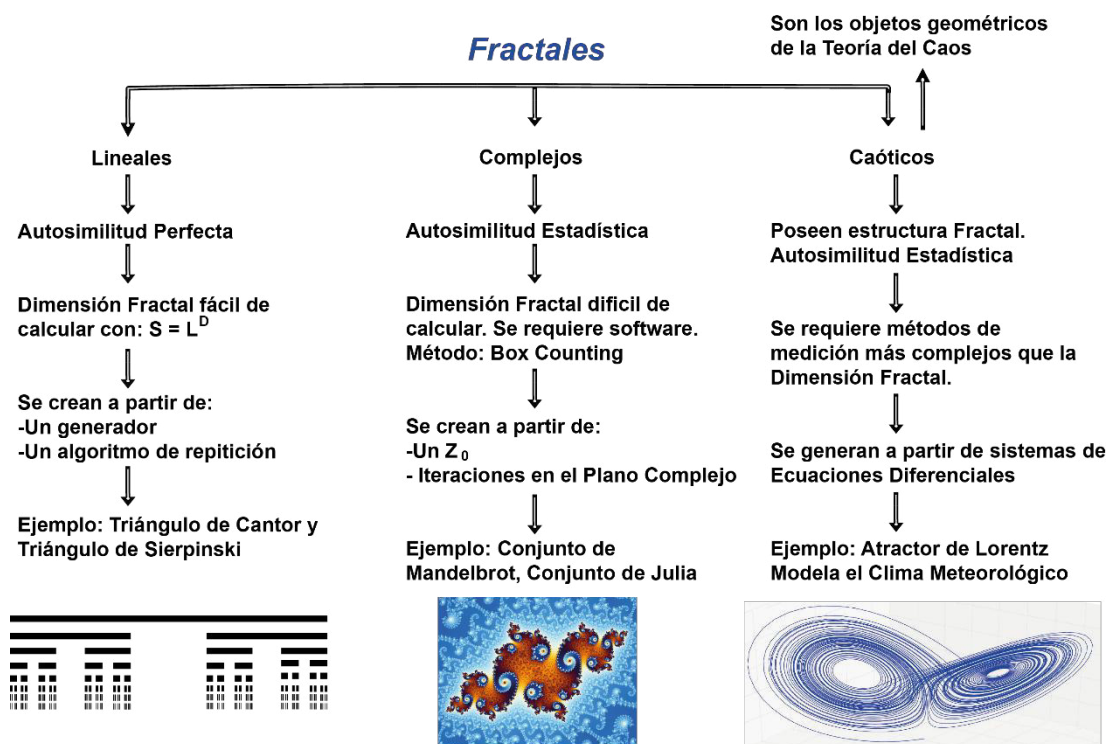 Fractales
Son los objetos geométricos
de la Teoría del Caos
Lineales
Autosimilitud Perfecta
Dimensión Fractal fácil de
calcular con: S = L^D
Se crean a partir de:
-Un generador
-Un algoritmo de repitición
Ejemplo: Triángulo de Cantor y
Triángulo de Sierpinski
Complejos
Autosimilitud Estadística
Dimensión Fractal dificil de
calcular. Se requiere software.
Método: Box Counting
Se crean a partir de:
-Un Z₀
- Iteraciones en el Plano Complejo
Ejemplo: Conjunto de
Mandelbrot, Conjunto de Julia
Caóticos
Poseen estructura Fractal.
Autosimilitud Estadística
Se requiere métodos de
medición más complejos que la
Dimensión Fractal.
Se generan a partir de sistemas de
Ecuaciones Diferenciales
Ejemplo: Atractor de Lorentz
Modela el Clima Meteorológico